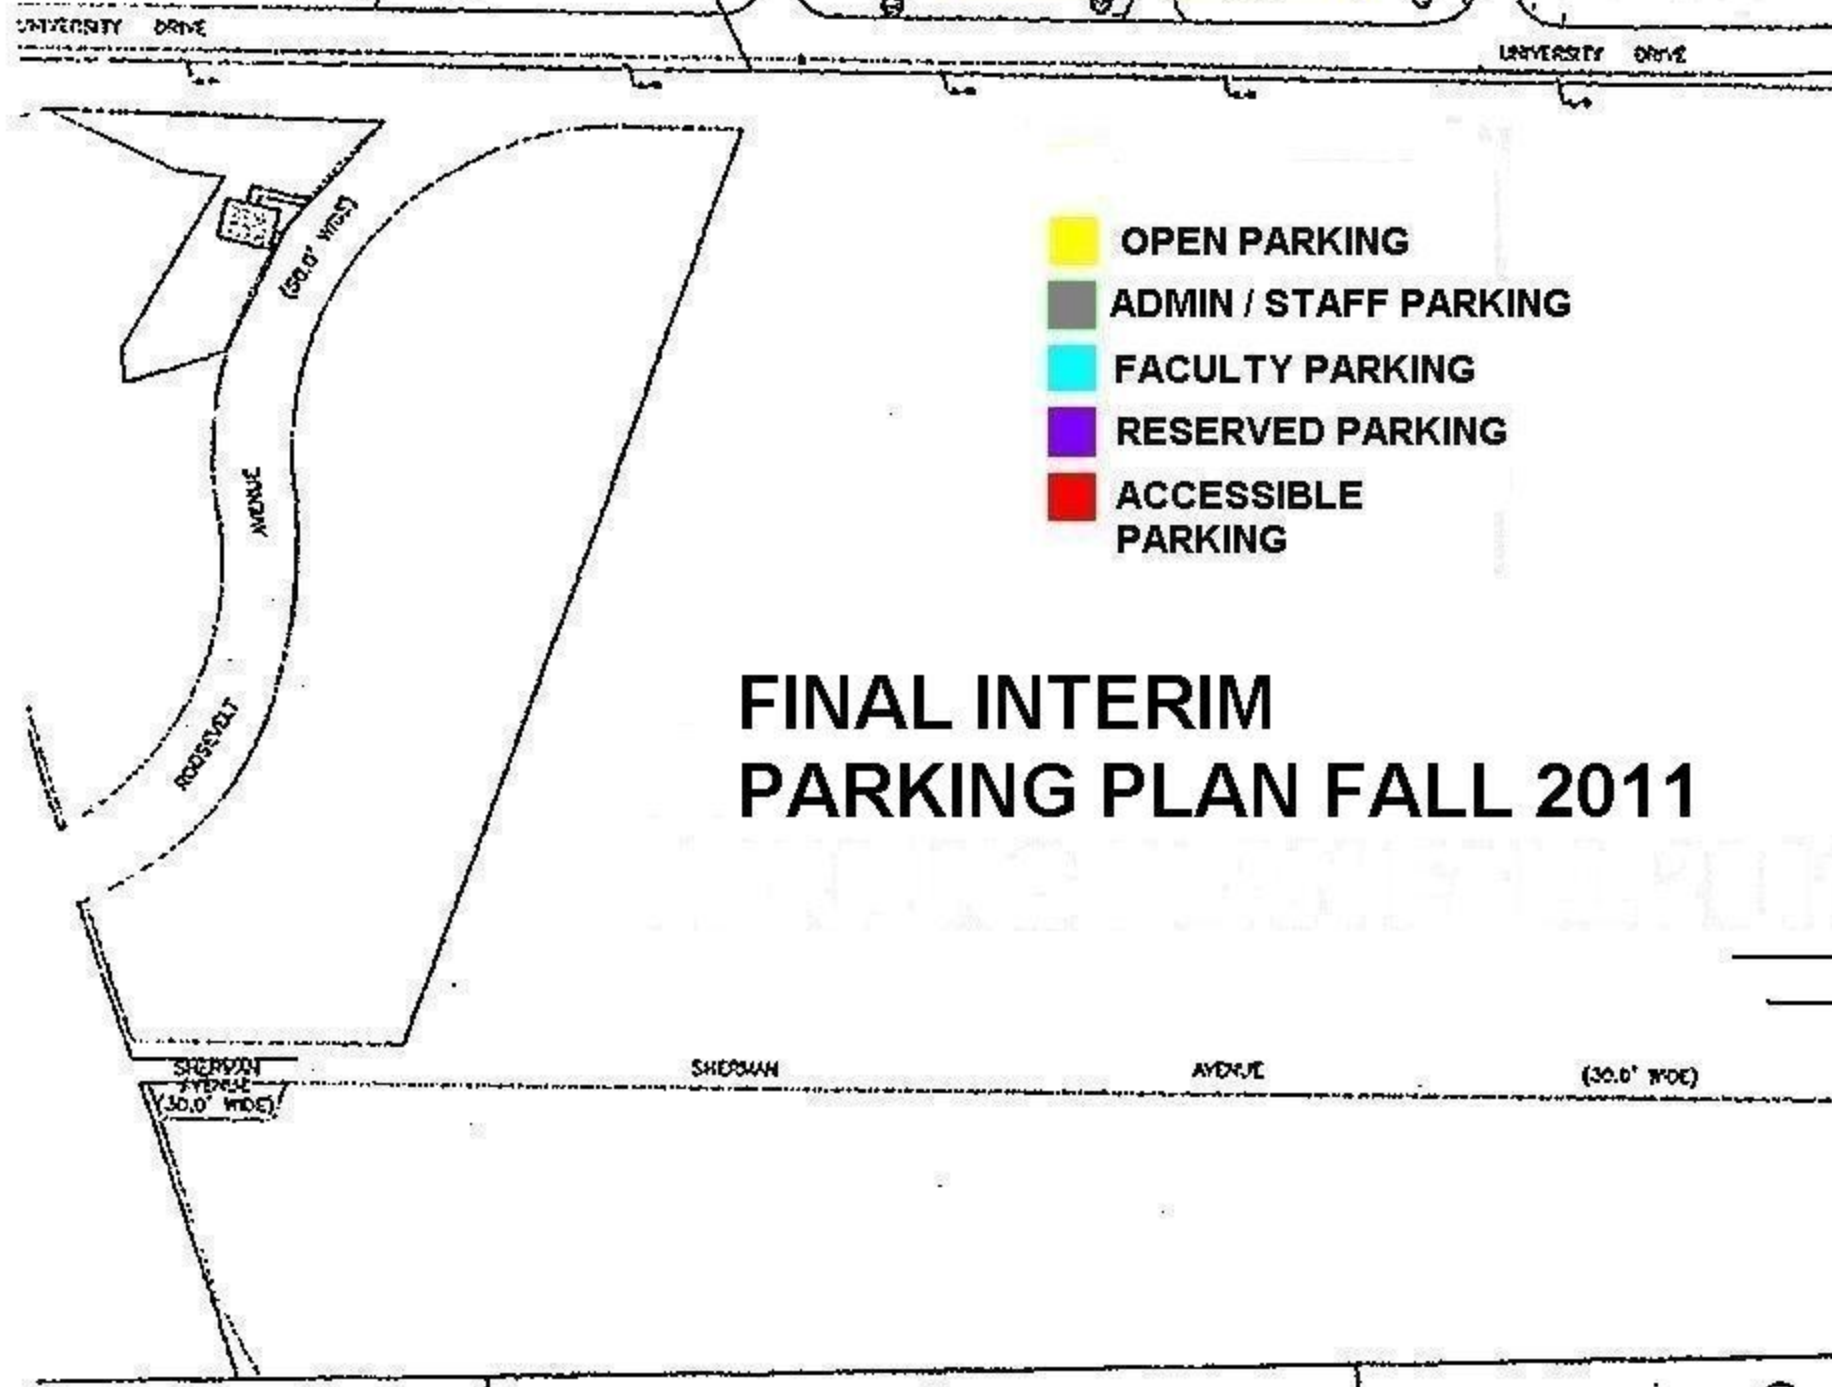 UNIVERSITY DRIVE
UNIVERSITY DRIVE
(50.0' WIDE)
OPEN PARKING
ADMIN / STAFF PARKING
FACULTY PARKING
RESERVED PARKING
ACCESSIBLE
PARKING
AVENUE
ROOSEVELT
FINAL INTERIM
PARKING PLAN FALL 2011
SHERMAN
AVENUE
(30.0' WIDE)
SHERMAN AVENUE (30.0' WIDE)